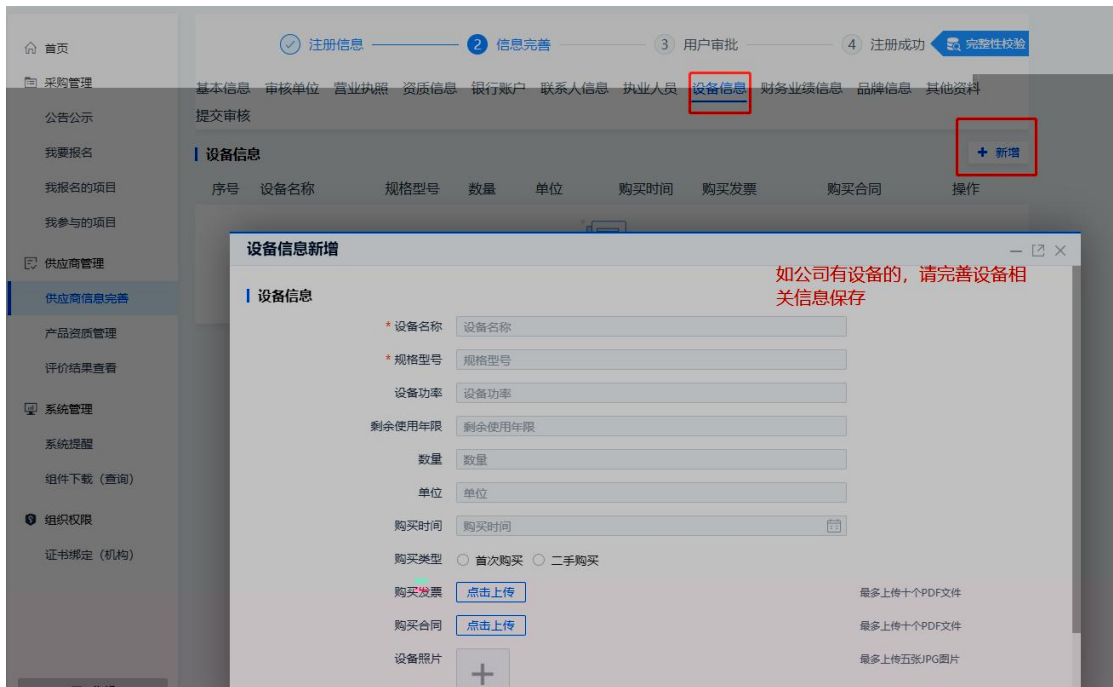 首页
采购管理
公告公示
我要报名
我报名的项目
我参与的项目
供应商管理
供应商信息完善
产品资质管理
评价结果查看
系统管理
系统提醒
组件下载（查询）
组织权限
证书绑定（机构）
注册信息 2 信息完善 3 用户审批 4 注册成功 完整性校验
基本信息 审核单位 营业执照 资质信息 银行账户 联系人信息 执业人员 设备信息 财务业绩信息 品牌信息 其他资料
提交审核
设备信息 + 新增
序号 设备名称 规格型号 数量 单位 购买时间 购买发票 购买合同 操作
设备信息新增
如公司有设备的，请完善设备相
关信息保存
设备信息
* 设备名称 设备名称
* 规格型号 规格型号
设备功率 设备功率
剩余使用年限 剩余使用年限
数量 数量
单位 单位
购买时间 购买时间
购买类型 首次购买 二手购买
购买发票 点击上传 最多上传十个PDF文件
购买合同 点击上传 最多上传十个PDF文件
设备照片 最多上传五张JPG图片